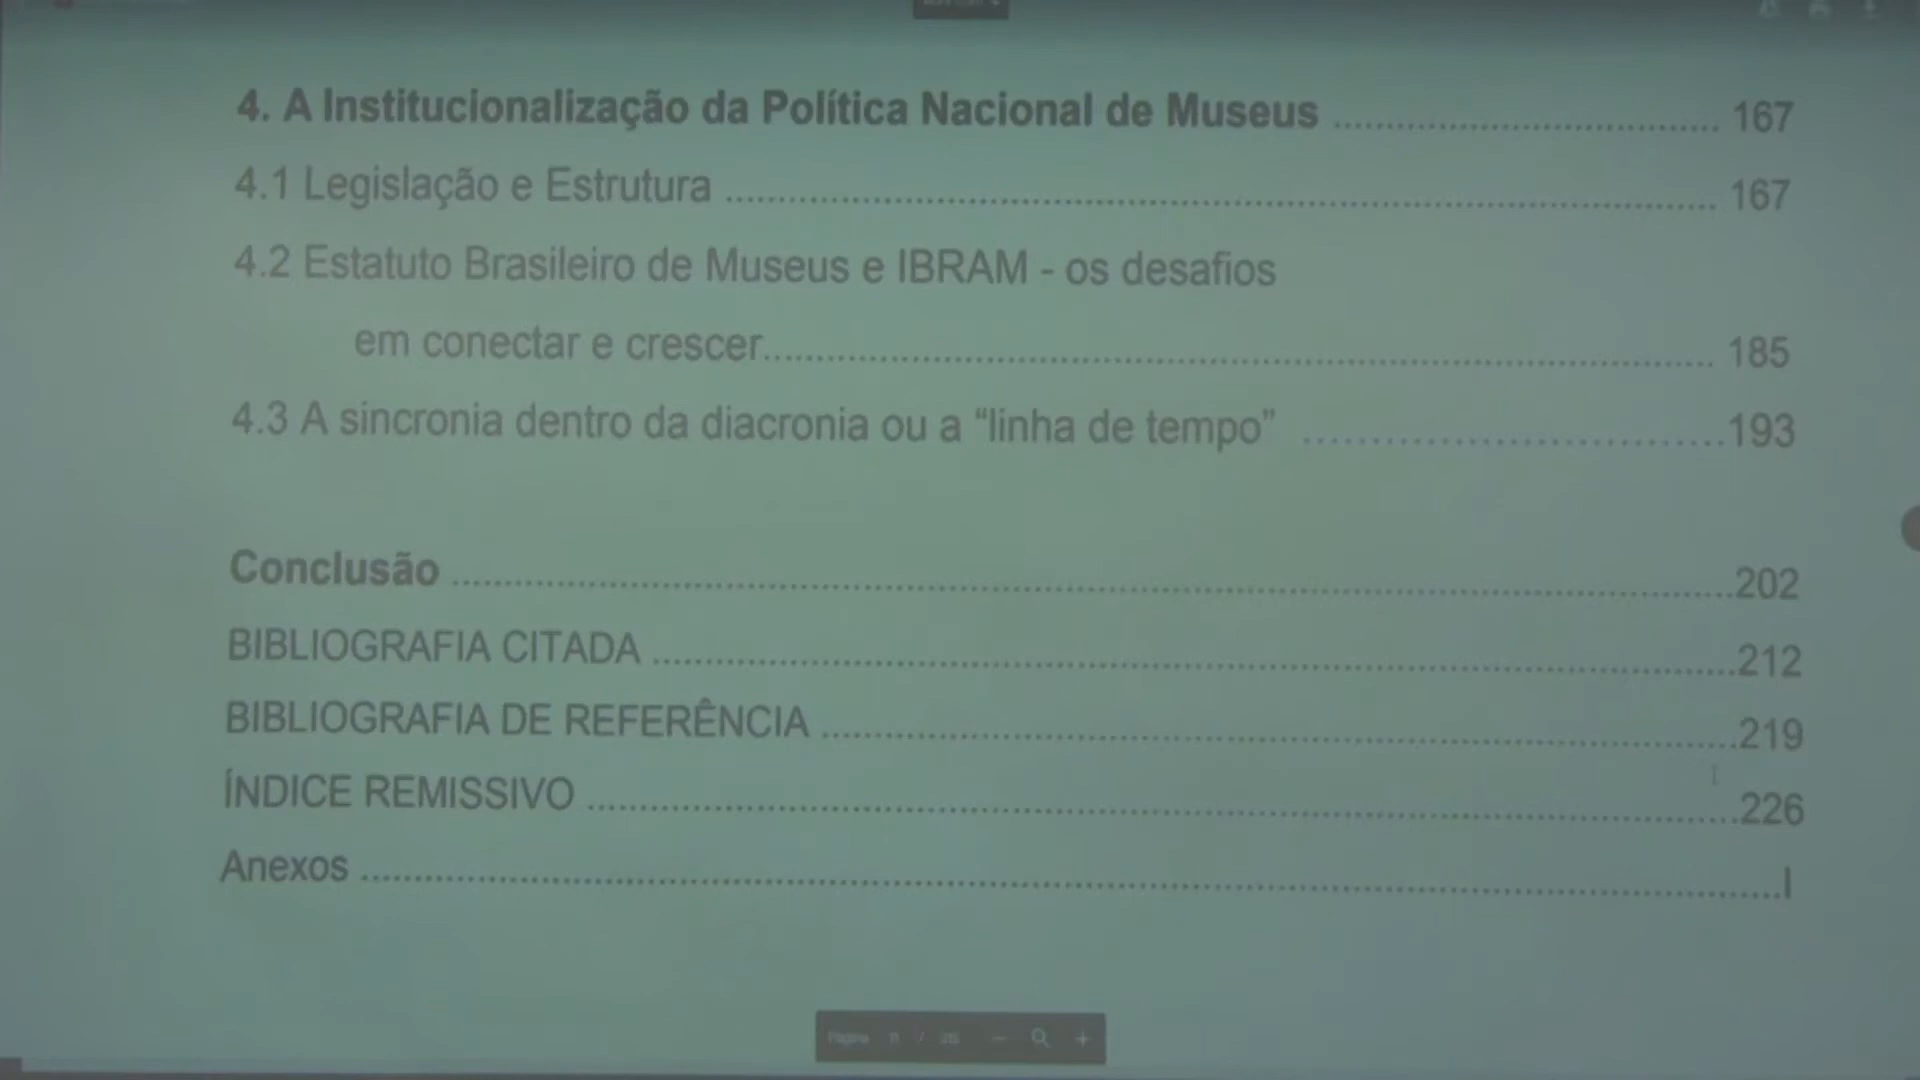 4. A Institucionalização da Política Nacional de Museus ........................................ 167
4.1 Legislação e Estrutura ........................................ 167
4.2 Estatuto Brasileiro de Museus e IBRAM - os desafios
em conectar e crescer........................................ 185
4.3 A sincronia dentro da diacronia ou a “linha de tempo” ........................................193
Conclusão ........................................202
BIBLIOGRAFIA CITADA ........................................212
BIBLIOGRAFIA DE REFERÊNCIA ........................................219
ÍNDICE REMISSIVO ........................................226
Anexos ........................................I
Página 11 /